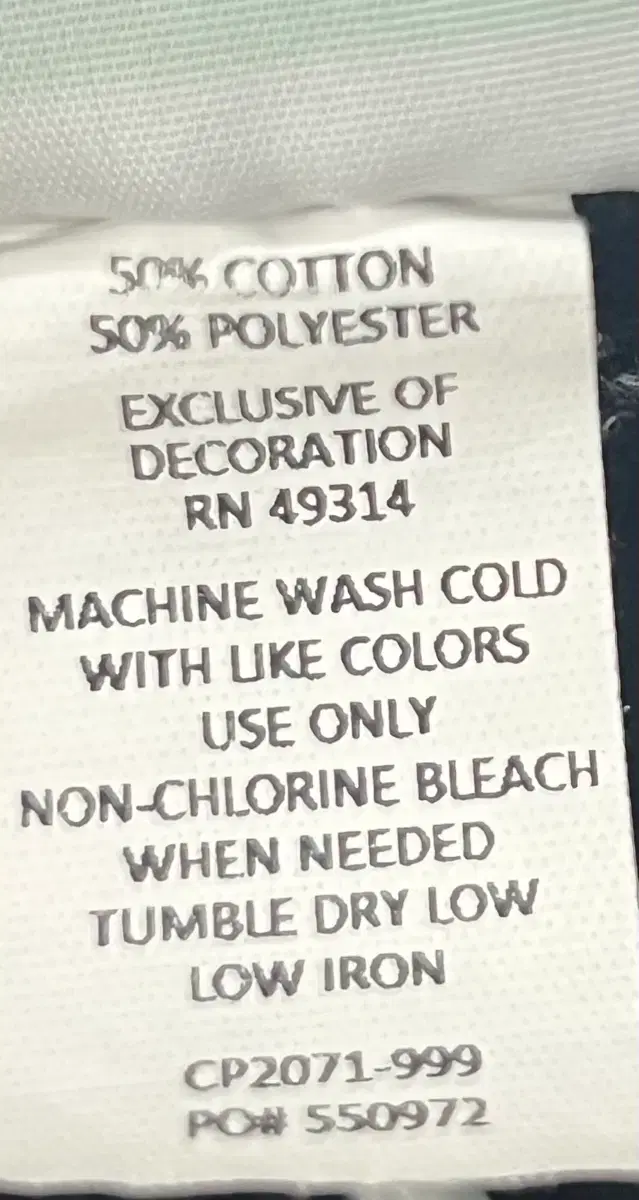 50% COTTON
50% POLYESTER
EXCLUSIVE OF
DECORATION
RN 49314
MACHINE WASH COLD
WITH LIKE COLORS
USE ONLY
NON-CHLORINE BLEACH
WHEN NEEDED
TUMBLE DRY LOW
LOW IRON
CP2071-999
PO# 550972